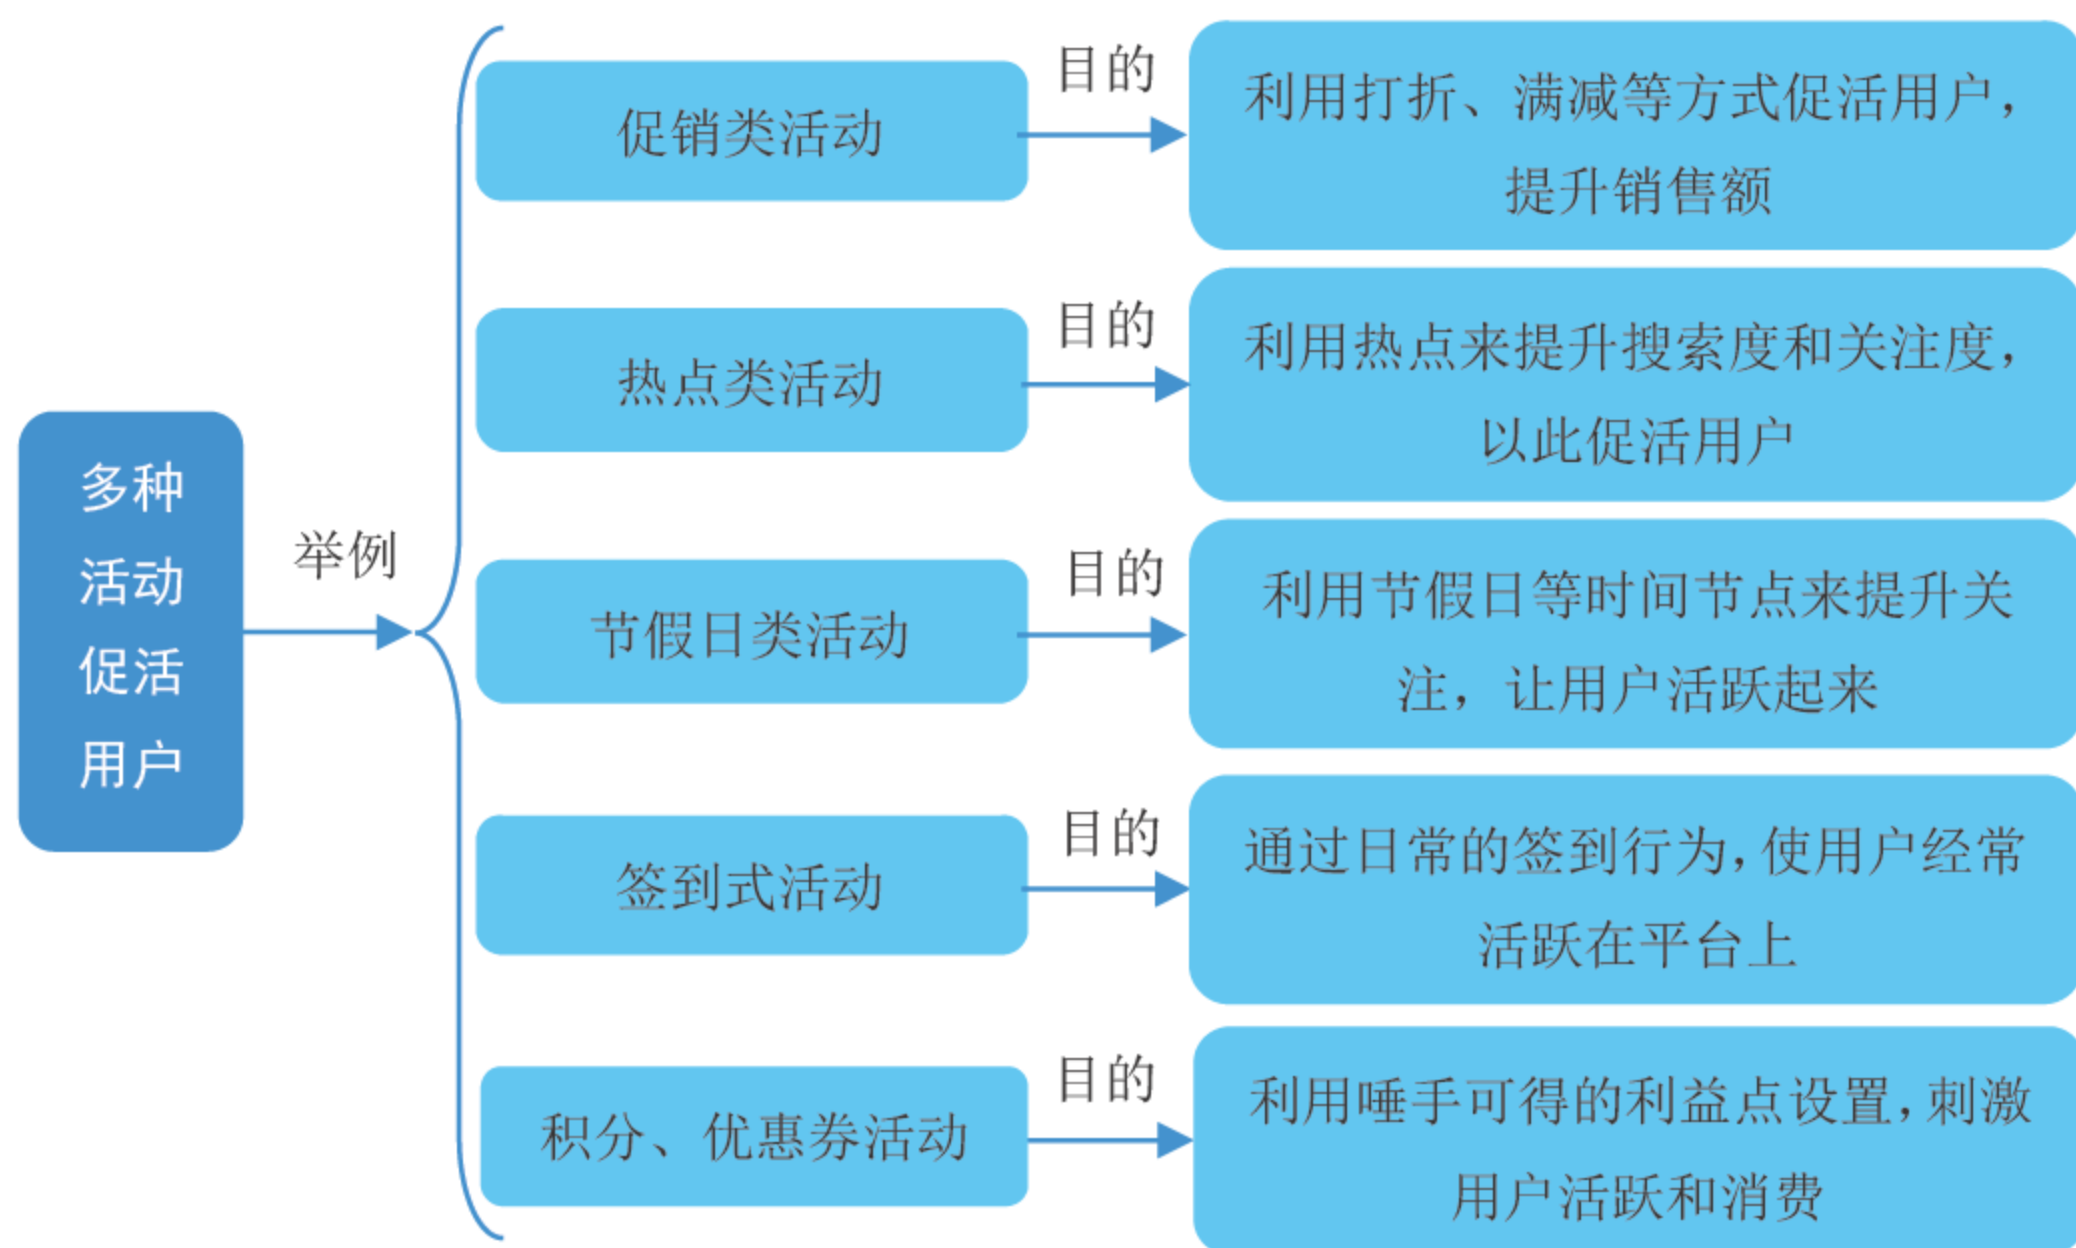 多种
活动
促活
用户
举例
促销类活动
目的
利用打折、满减等方式促活用户，
提升销售额
热点类活动
目的
利用热点来提升搜索度和关注度，
以此促活用户
节假日类活动
目的
利用节假日等时间节点来提升关
注，让用户活跃起来
签到式活动
目的
通过日常的签到行为，使用户经常
活跃在平台上
积分、优惠券活动
目的
利用唾手可得的利益点设置，刺激
用户活跃和消费